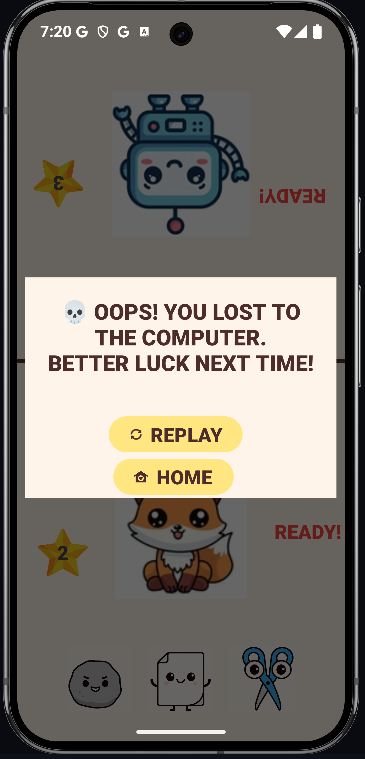 7:20 G G A
3
READY!
💀 OOPS! YOU LOST TO
THE COMPUTER.
BETTER LUCK NEXT TIME!
REPLAY
HOME
READY!
2